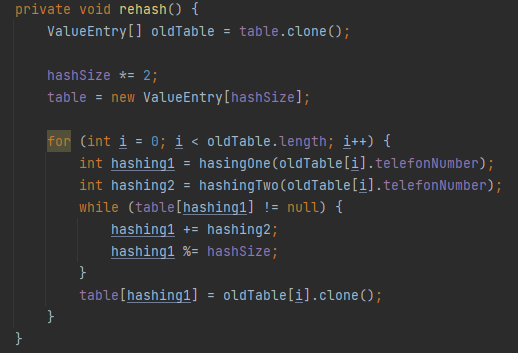 private void rehash() {
    ValueEntry[] oldTable = table.clone();

    hashSize *= 2;
    table = new ValueEntry[hashSize];

    for (int i = 0; i < oldTable.length; i++) {
        int hashing1 = hasingOne(oldTable[i].telefonNumber);
        int hashing2 = hashingTwo(oldTable[i].telefonNumber);
        while (table[hashing1] != null) {
            hashing1 += hashing2;
            hashing1 %= hashSize;
        }
        table[hashing1] = oldTable[i].clone();
    }
}